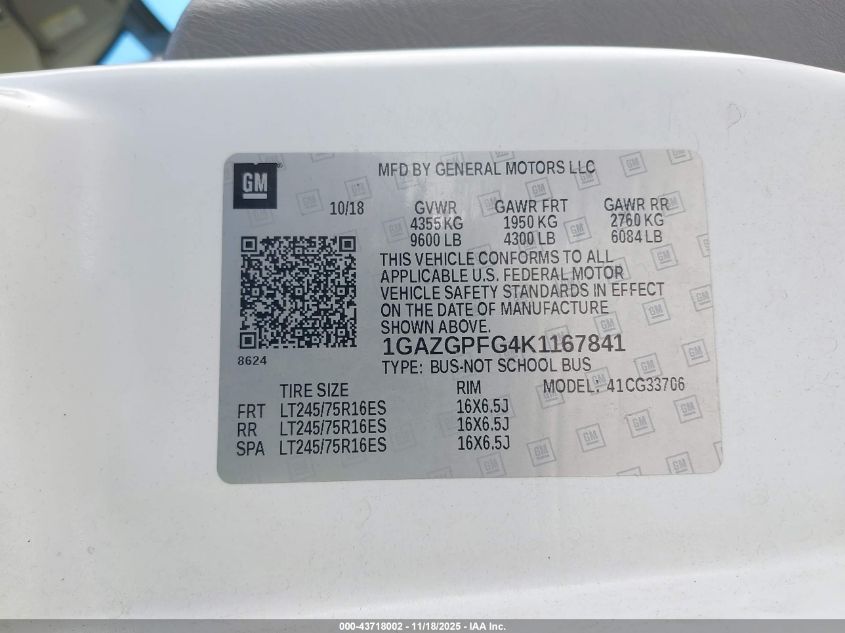 GM
MFD BY GENERAL MOTORS LLC
10/18 GVWR GAWR FRT GAWR RR
4355 KG 1950 KG 2760 KG
9600 LB 4300 LB 6084 LB
THIS VEHICLE CONFORMS TO ALL
APPLICABLE U.S. FEDERAL MOTOR
VEHICLE SAFETY STANDARDS IN EFFECT
ON THE DATE OF MANUFACTURE
SHOWN ABOVE.
8624
1GAZGPFG4K1167841
TYPE: BUS-NOT SCHOOL BUS
TIRE SIZE RIM MODEL: 41CG33706
FRT LT245/75R16ES 16X6.5J
RR LT245/75R16ES 16X6.5J
SPA LT245/75R16ES 16X6.5J
000-43718002 — 11/18/2025 — IAA Inc.